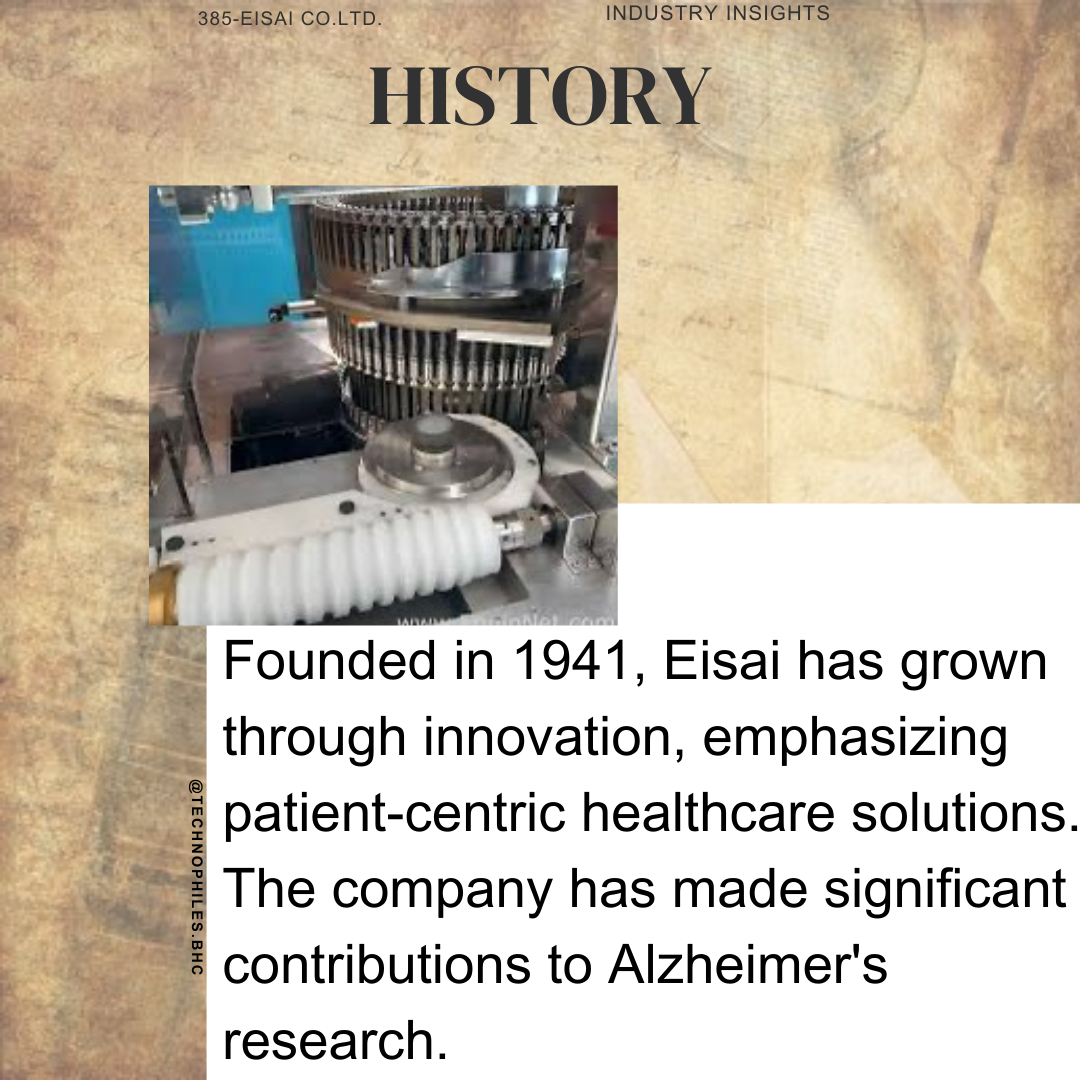 385-EISAI CO.LTD.
INDUSTRY INSIGHTS
HISTORY
Founded in 1941, Eisai has grown
through innovation, emphasizing
patient-centric healthcare solutions.
The company has made significant
contributions to Alzheimer's
research.
@TECHNOPHILES.BHC